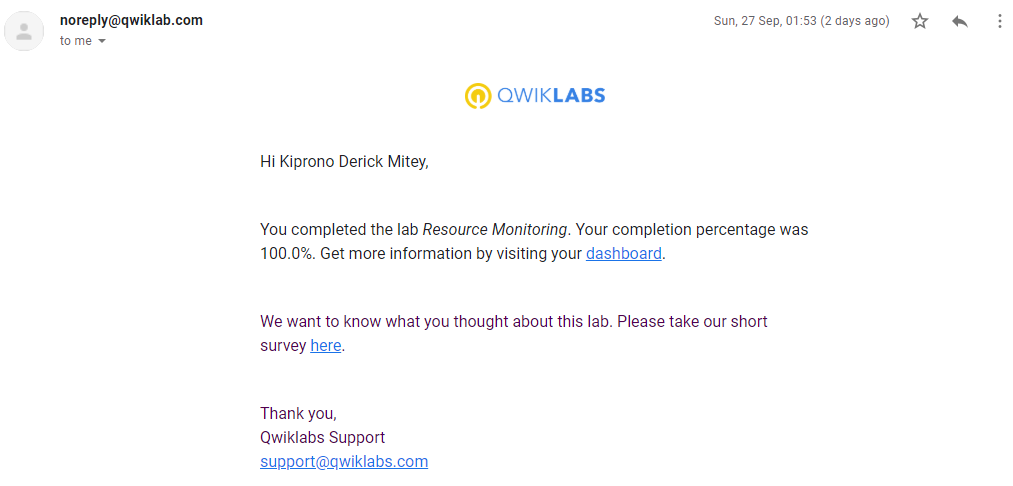 noreply@qwiklab.com
Sun, 27 Sep, 01:53 (2 days ago)
to me
QWIKLABS
Hi Kiprono Derick Mitey,
You completed the lab Resource Monitoring. Your completion percentage was
100.0%. Get more information by visiting your dashboard.
We want to know what you thought about this lab. Please take our short
survey here.
Thank you,
Qwiklabs Support
support@qwiklabs.com